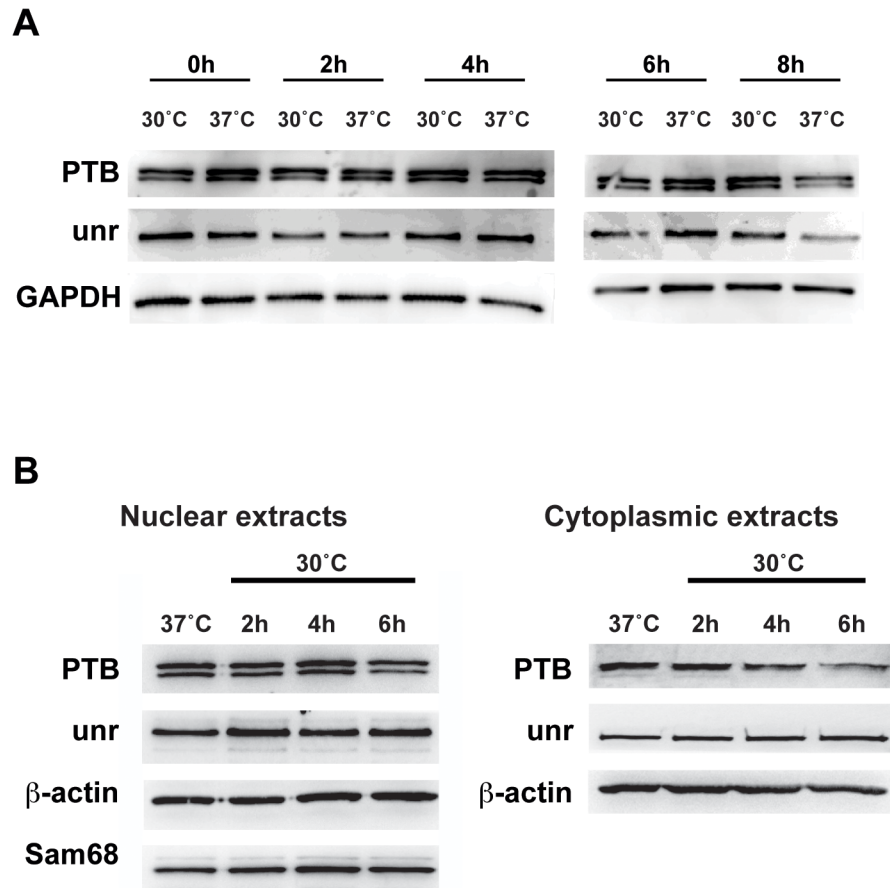 A
0h 2h 4h 6h 8h
30˚C 37˚C 30˚C 37˚C 30˚C 37˚C 30˚C 37˚C 30˚C 37˚C
PTB
unr
GAPDH
B
Nuclear extracts
30˚C
37˚C 2h 4h 6h
PTB
unr
β-actin
Sam68
Cytoplasmic extracts
30˚C
37˚C 2h 4h 6h
PTB
unr
β-actin